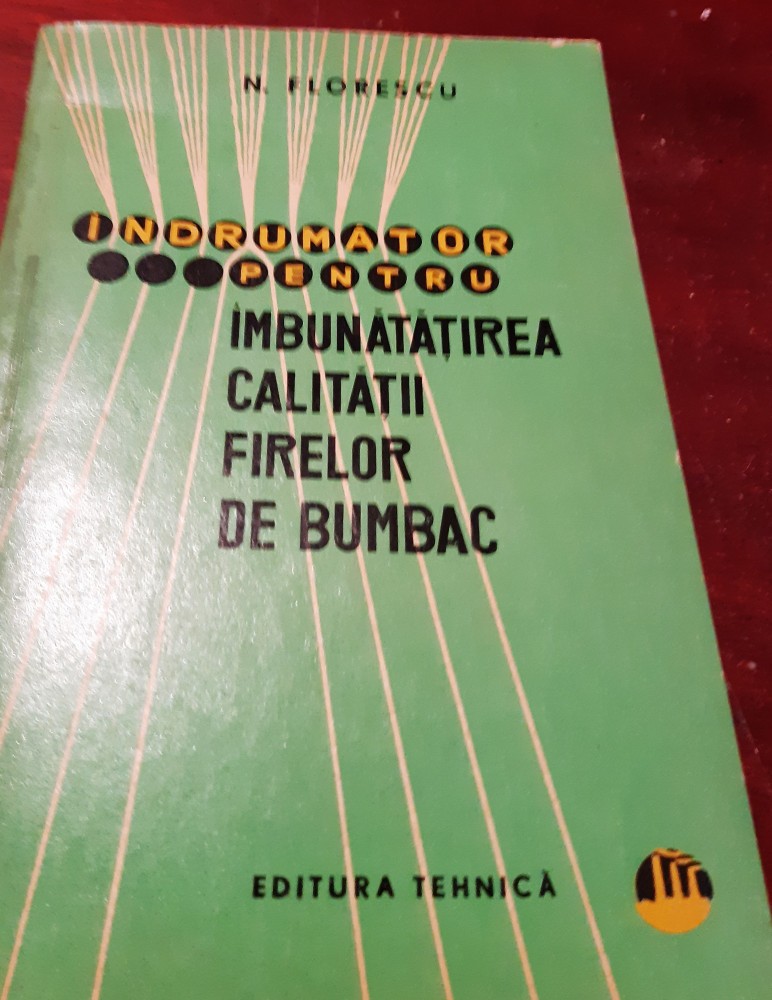 N. FLORESCU
ÎNDRUMĂTOR
PENTRU
ÎMBUNĂTĂȚIREA
CALITĂȚII
FIRELOR
DE BUMBAC
EDITURA TEHNICĂ